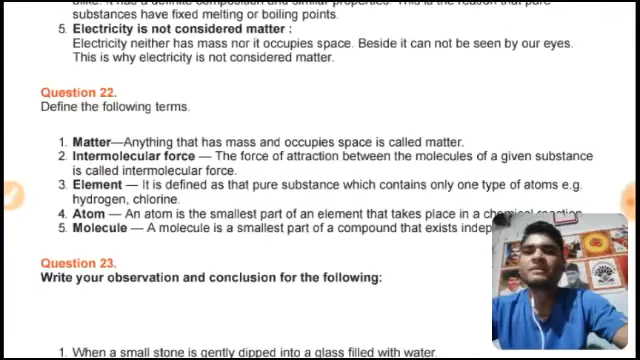 substances have fixed melting or boiling points.
5. Electricity is not considered matter :
Electricity neither has mass nor it occupies space. Beside it can not be seen by our eyes.
This is why electricity is not considered matter.
Question 22.
Define the following terms.
1. Matter—Anything that has mass and occupies space is called matter.
2. Intermolecular force — The force of attraction between the molecules of a given substance
is called intermolecular force.
3. Element — It is defined as that pure substance which contains only one type of atoms e.g.
hydrogen, chlorine.
4. Atom — An atom is the smallest part of an element that takes place in a chemical reaction.
5. Molecule — A molecule is a smallest part of a compound that exists
Question 23.
Write your observation and conclusion for the following:
1. When a small stone is gently dipped into a glass filled with water.